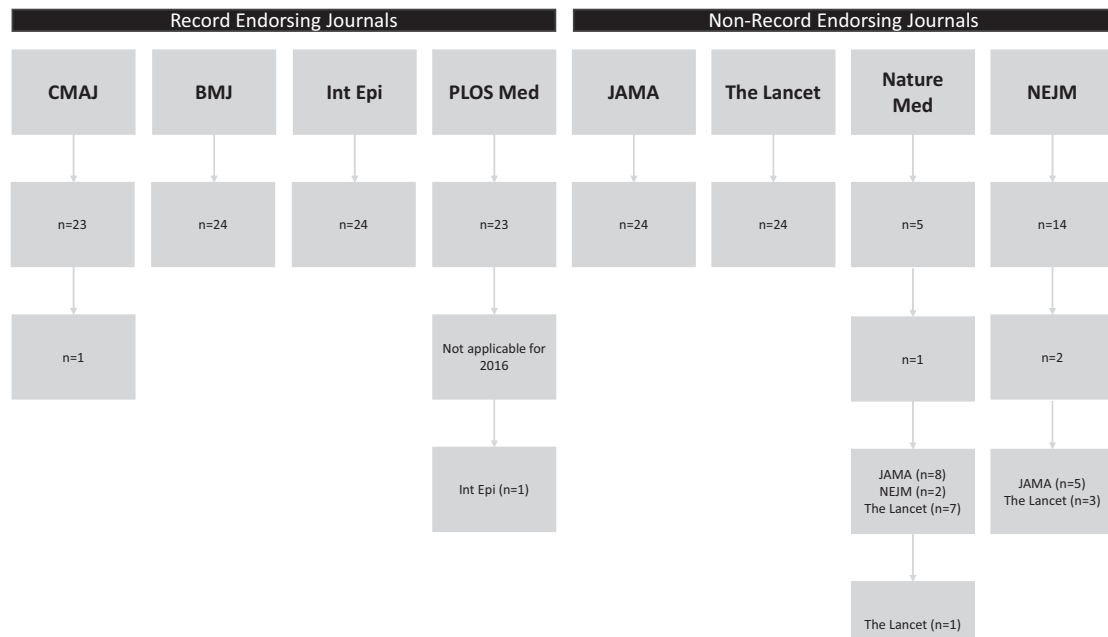 Record Endorsing Journals
Non-Record Endorsing Journals
CMAJ
BMJ
Int Epi
PLOS Med
JAMA
The Lancet
Nature
Med
NEJM
n=23
n=24
n=24
n=23
n=24
n=24
n=5
n=14
n=1
Not applicable for
2016
n=1
n=2
Int Epi (n=1)
JAMA (n=8)
NEJM (n=2)
The Lancet (n=7)
JAMA (n=5)
The Lancet (n=3)
The Lancet (n=1)